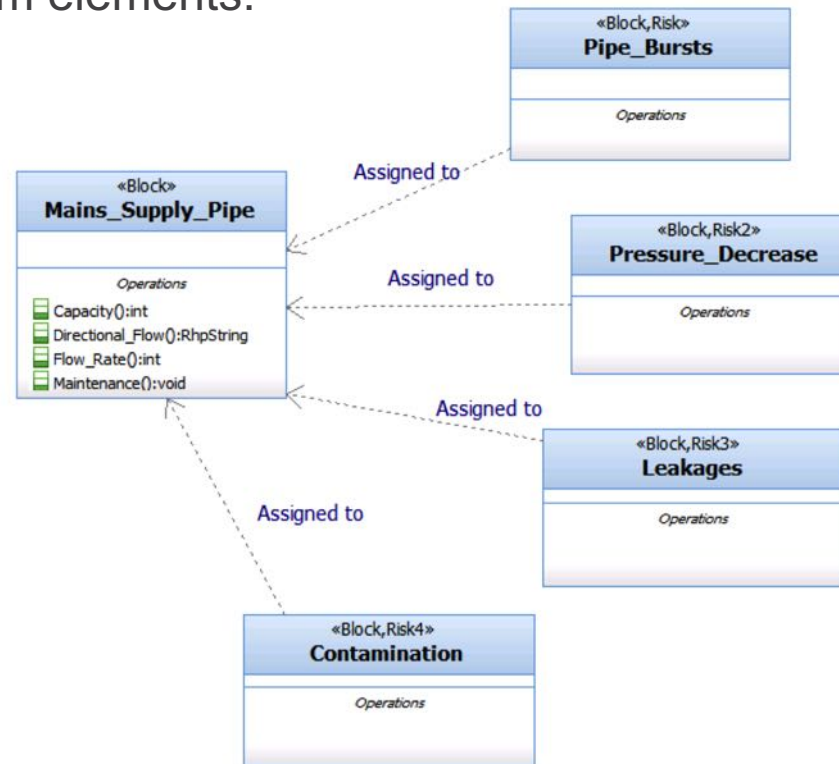 elements.
«Block,Risk»
Pipe_Bursts
Operations
Assigned to
«Block»
Mains_Supply_Pipe
Operations
Capacity():int
Directional_Flow():RhpString
Flow_Rate():int
Maintenance():void
«Block,Risk2»
Pressure_Decrease
Operations
Assigned to
Assigned to
«Block,Risk3»
Leakages
Operations
Assigned to
«Block,Risk4»
Contamination
Operations